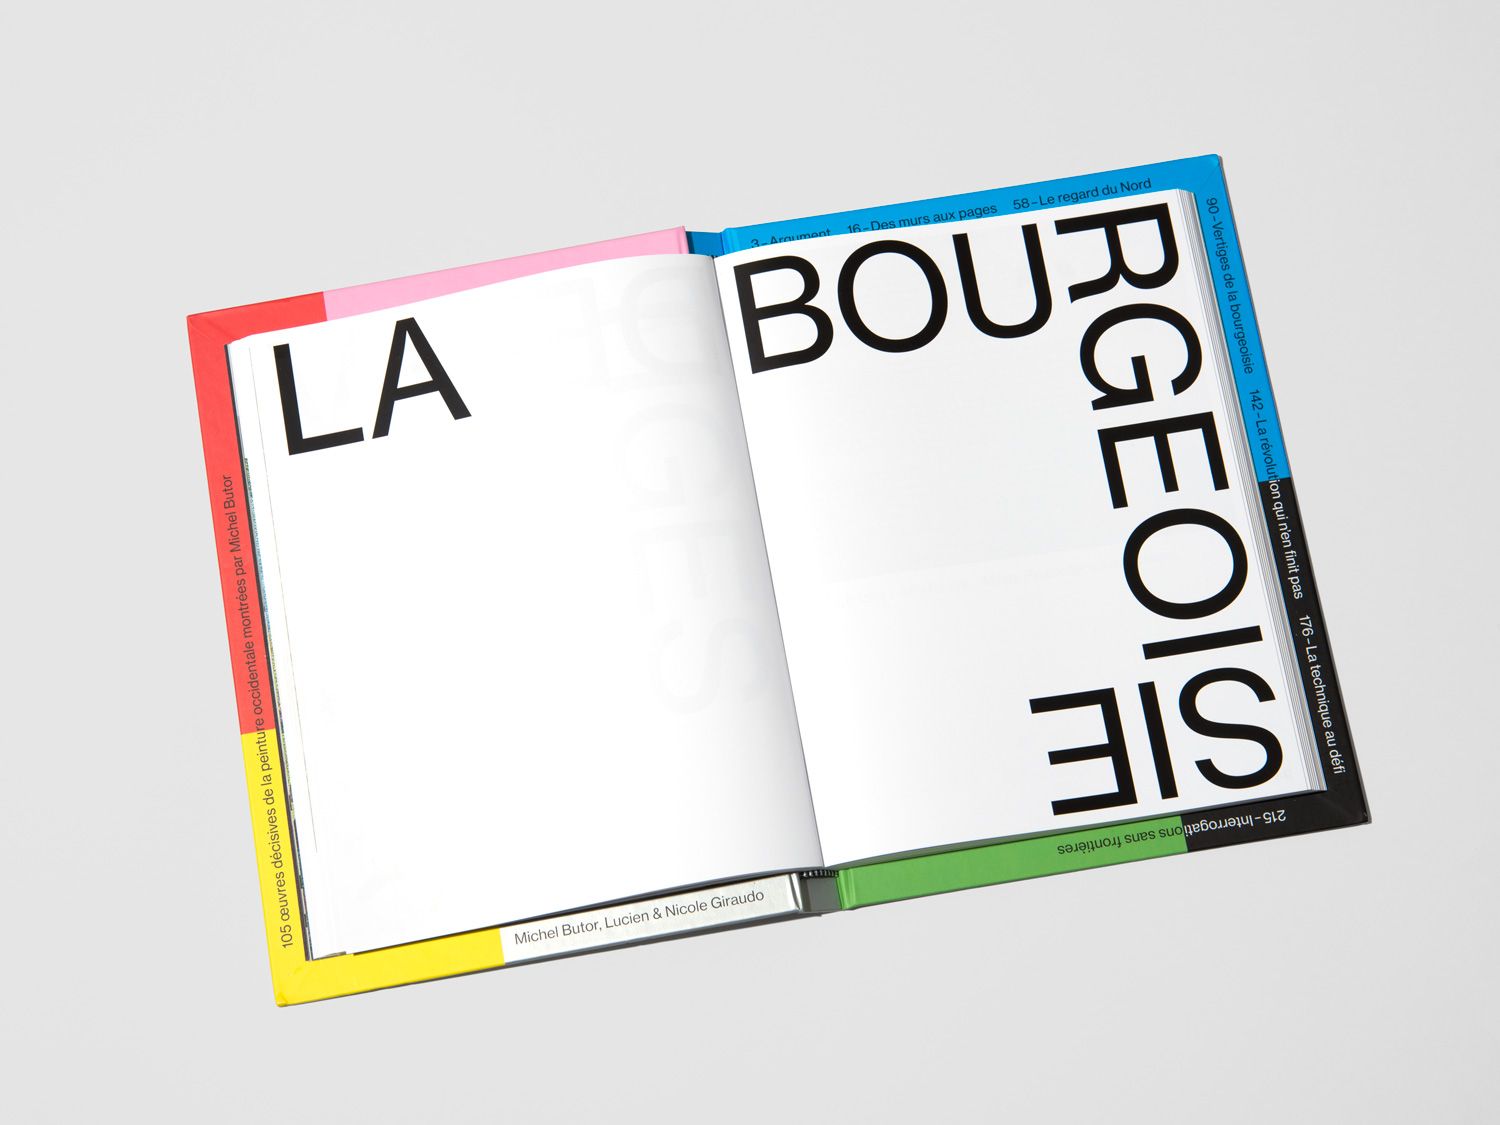 LA
BOURGEOISIE
3 – Argument 16 – Des murs aux pages 58 – Le regard du Nord
90 – Vertiges de la bourgeoisie 142 – La révolution qui n'en finit pas 176 – La technique au défi
215 – Interrogations sans frontières
105 œuvres décisives de la peinture occidentale montrées par Michel Butor
Michel Butor, Lucien & Nicole Giraudo